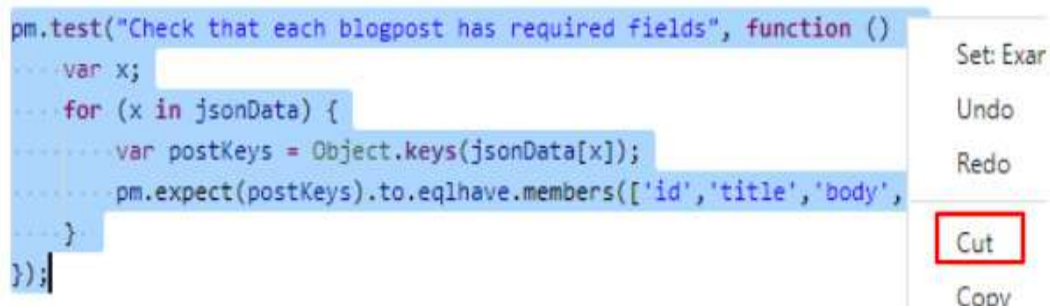 pm.test("Check that each blogpost has required fields", function ()
var x;
for (x in jsonData) {
var postKeys = Object.keys(jsonData[x]);
pm.expect(postKeys).to.eqlhave.members(['id','title','body',
}
});
Set: Exar
Undo
Redo
Cut
Copy